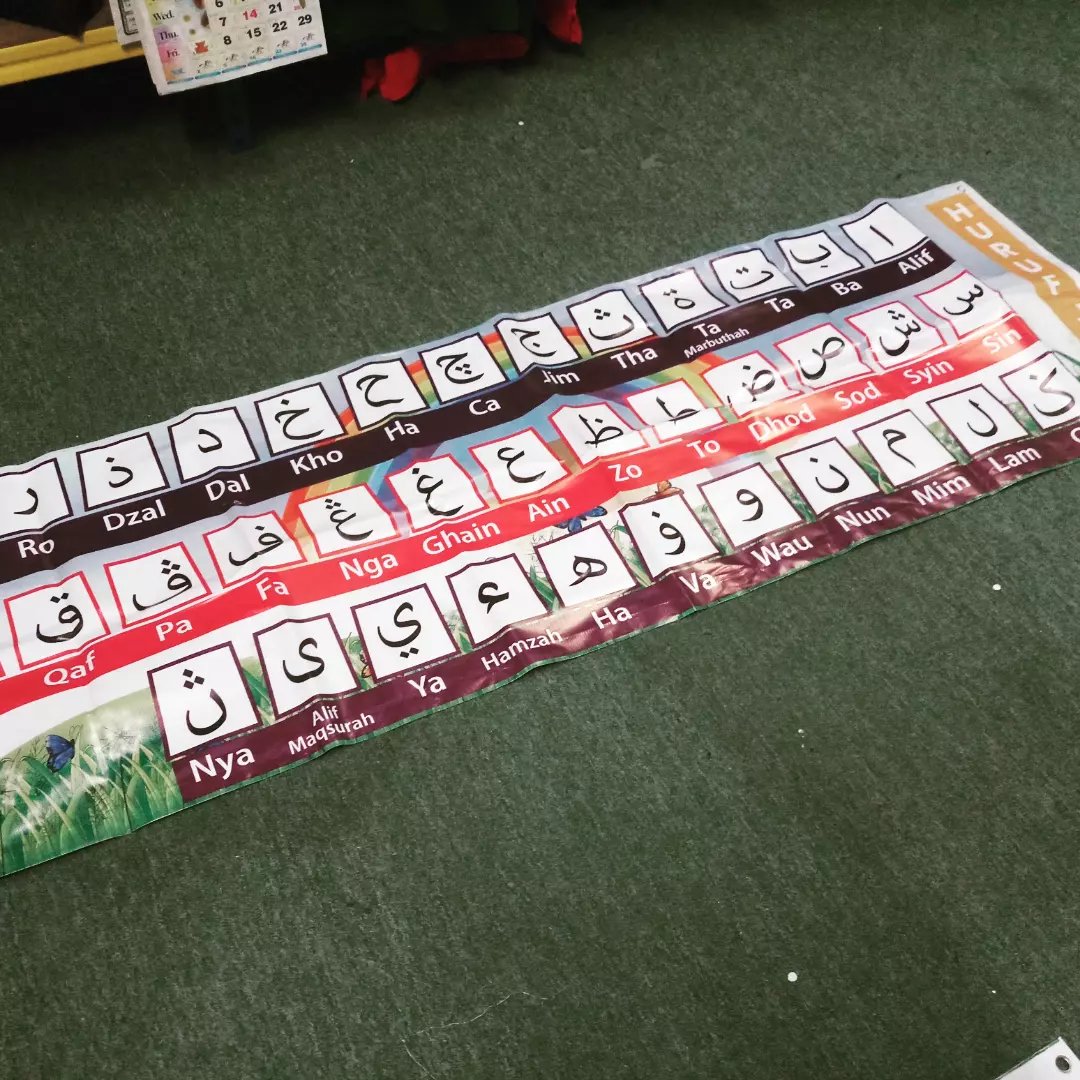 Wed. 6
Thu. 7 14 21 28
Fri. 8 15 22 29
HURUF
ا ب ت ة ث ج چ ح خ د ذ ر
Alif Ba Ta Ta Marbuthah Tha Jim Ca Ha Kho Dal Dzal Ro
س ش ص ض ط ظ ع غ ڠ ف ڤ ق
Sin Syin Sod Dhod To Zo Ain Ghain Nga Fa Pa Qaf
ل م ن و ۏ ه ء ي ى ڽ
Lam Mim Nun Wau Va Ha Hamzah Ya Alif Maqsurah Nya